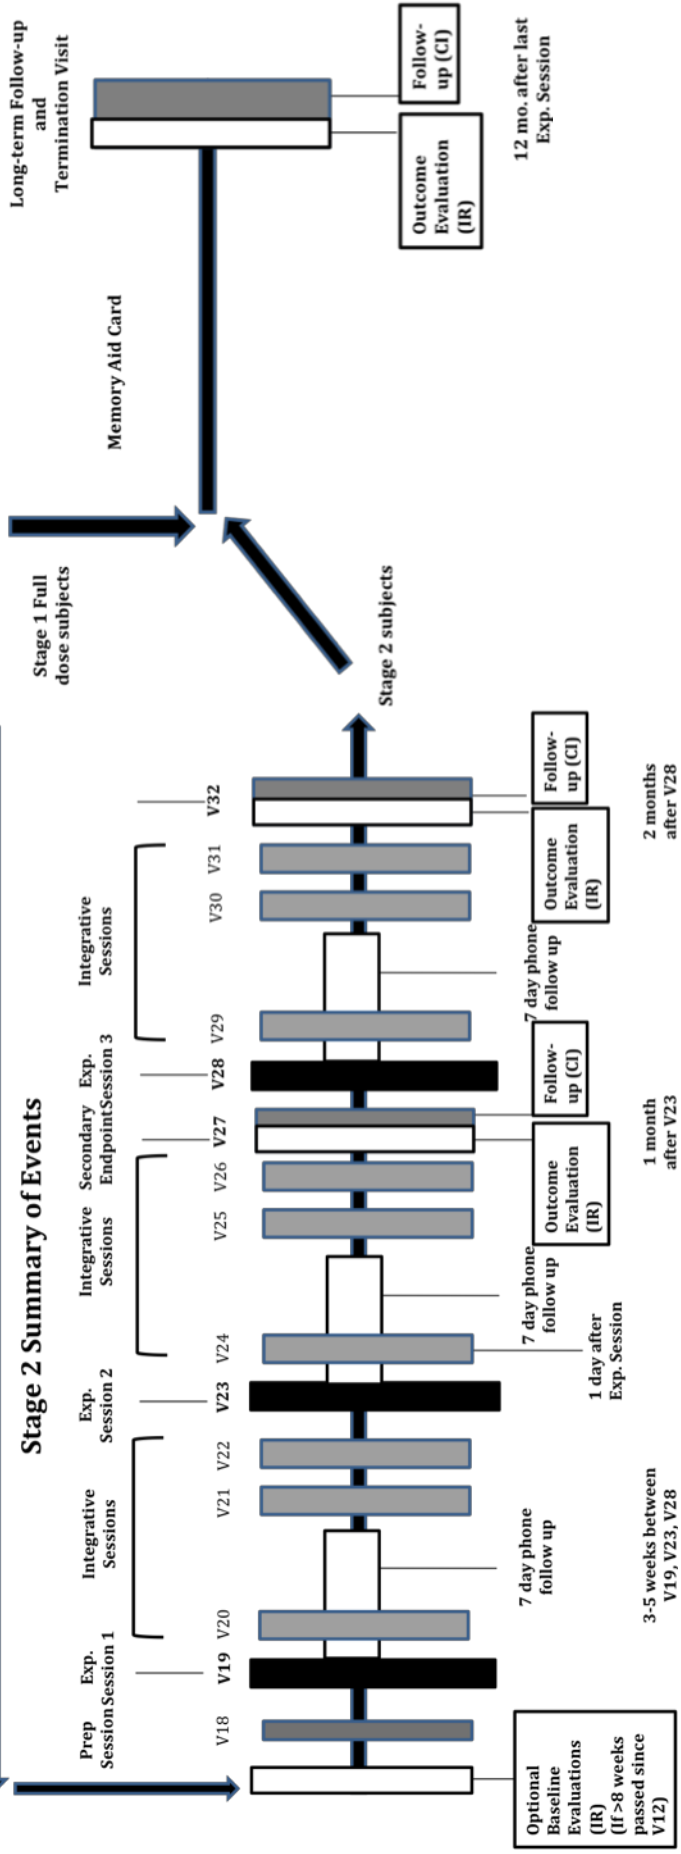 Stage 2 Summary of Events
Prep
Session
Exp.
Session 1
Integrative
Sessions
Exp.
Session 2
Integrative
Sessions
Secondary
Endpoint
Exp.
Session 3
Integrative
Sessions
V18
V19
V20
V21
V22
V23
V24
V25
V26
V27
V28
V29
V30
V31
V32
Optional
Baseline
Evaluations
(IR)
(If >8 weeks
passed since
V12)
7 day phone
follow up
3-5 weeks between
V19, V23, V28
1 day after
Exp. Session
7 day phone
follow up
Outcome
Evaluation
(IR)
Follow-
up (CI)
1 month
after V23
7 day phone
follow up
Outcome
Evaluation
(IR)
Follow-
up (CI)
2 months
after V28
Stage 1 Full
dose subjects
Stage 2 subjects
Memory Aid Card
Long-term Follow-up
and
Termination Visit
Outcome
Evaluation
(IR)
Follow-
up (CI)
12 mo. after last
Exp. Session